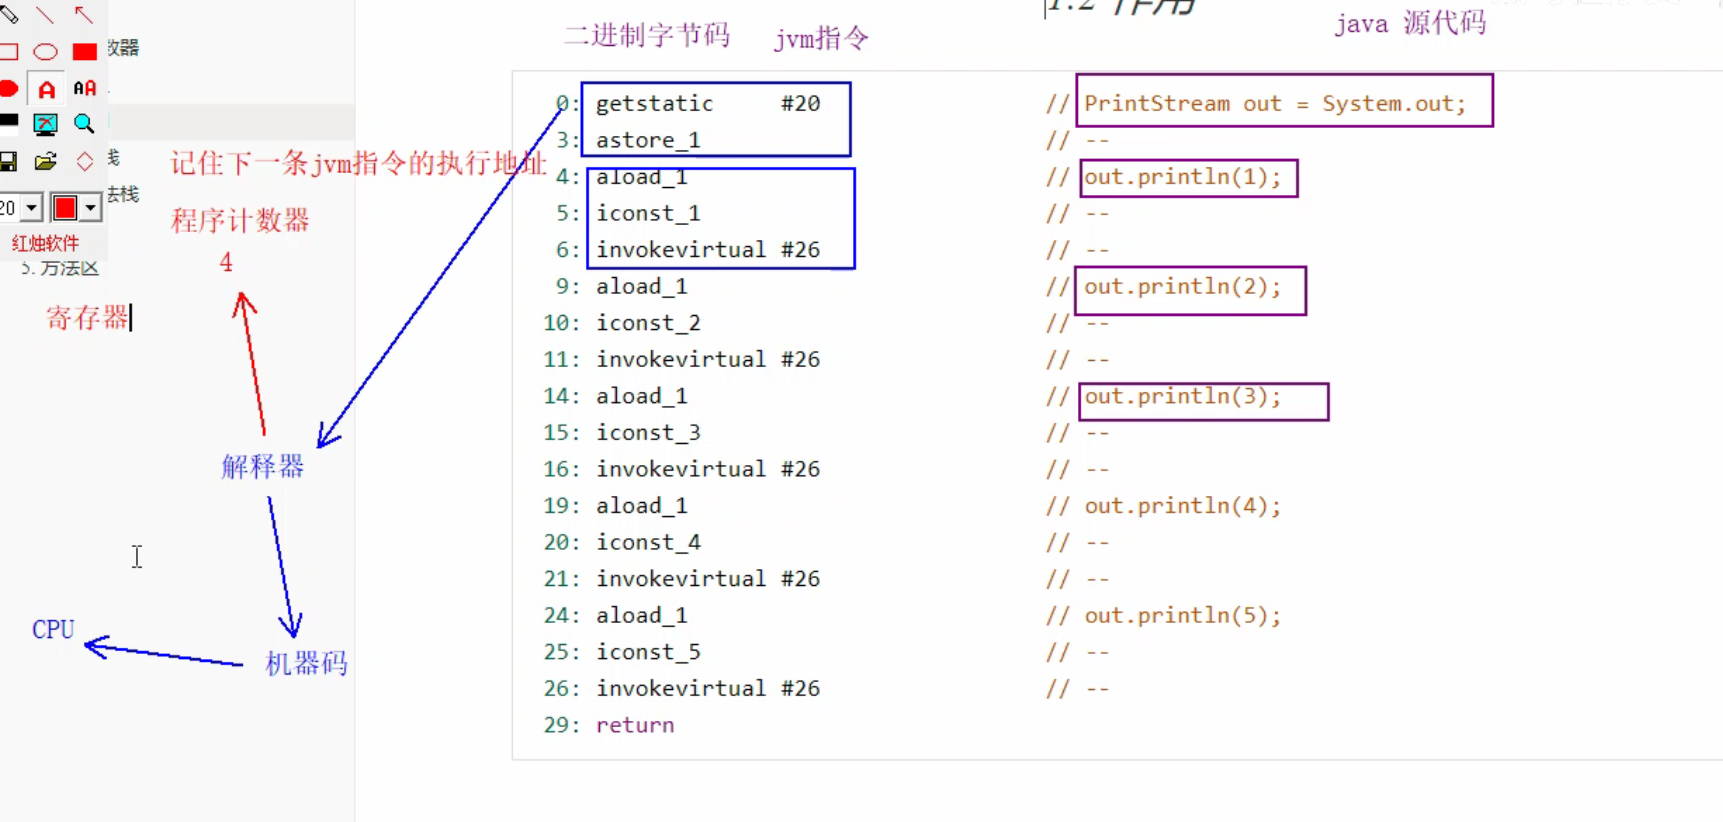 1.2 作用
二进制字节码 jvm指令 java 源代码
数器
栈
法栈
20
红烛软件
5. 方法区
记住下一条jvm指令的执行地址
程序计数器
4
寄存器
解释器
CPU
机器码
0: getstatic #20 // PrintStream out = System.out;
3: astore_1 // --
4: aload_1 // out.println(1);
5: iconst_1 // --
6: invokevirtual #26 // --
9: aload_1 // out.println(2);
10: iconst_2 // --
11: invokevirtual #26 // --
14: aload_1 // out.println(3);
15: iconst_3 // --
16: invokevirtual #26 // --
19: aload_1 // out.println(4);
20: iconst_4 // --
21: invokevirtual #26 // --
24: aload_1 // out.println(5);
25: iconst_5 // --
26: invokevirtual #26 // --
29: return